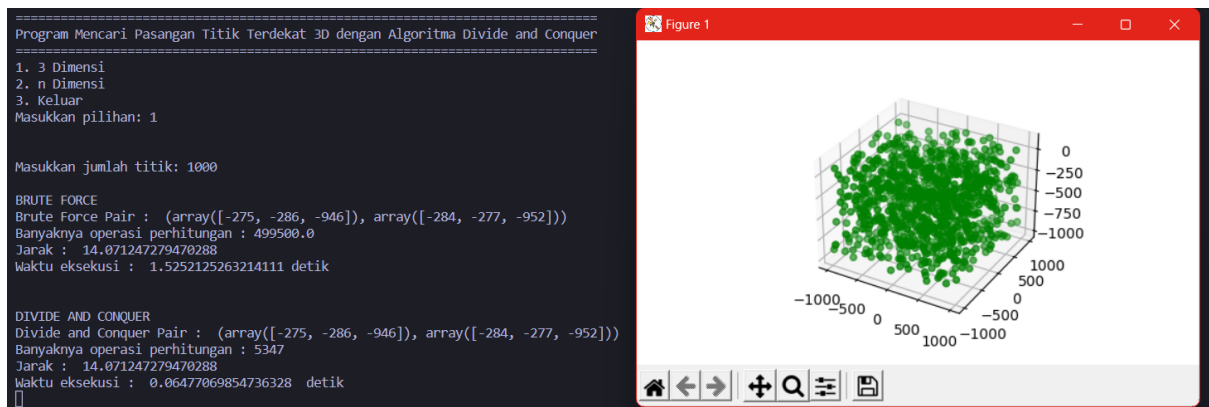 ================================================================================
Program Mencari Pasangan Titik Terdekat 3D dengan Algoritma Divide and Conquer
================================================================================
1. 3 Dimensi
2. n Dimensi
3. Keluar
Masukkan pilihan: 1
Masukkan jumlah titik: 1000
BRUTE FORCE
Brute Force Pair :  (array([-275, -286, -946]), array([-284, -277, -952]))
Banyaknya operasi perhitungan : 499500.0
Jarak :  14.071247279470288
Waktu eksekusi :  1.5252125263214111 detik
DIVIDE AND CONQUER
Divide and Conquer Pair :  (array([-275, -286, -946]), array([-284, -277, -952]))
Banyaknya operasi perhitungan : 5347
Jarak :  14.071247279470288
Waktu eksekusi :  0.06477069854736328  detik
Figure 1
0
−250
−500
−750
−1000
1000
500
0
−500
−1000
−1000
−500
0
500
1000